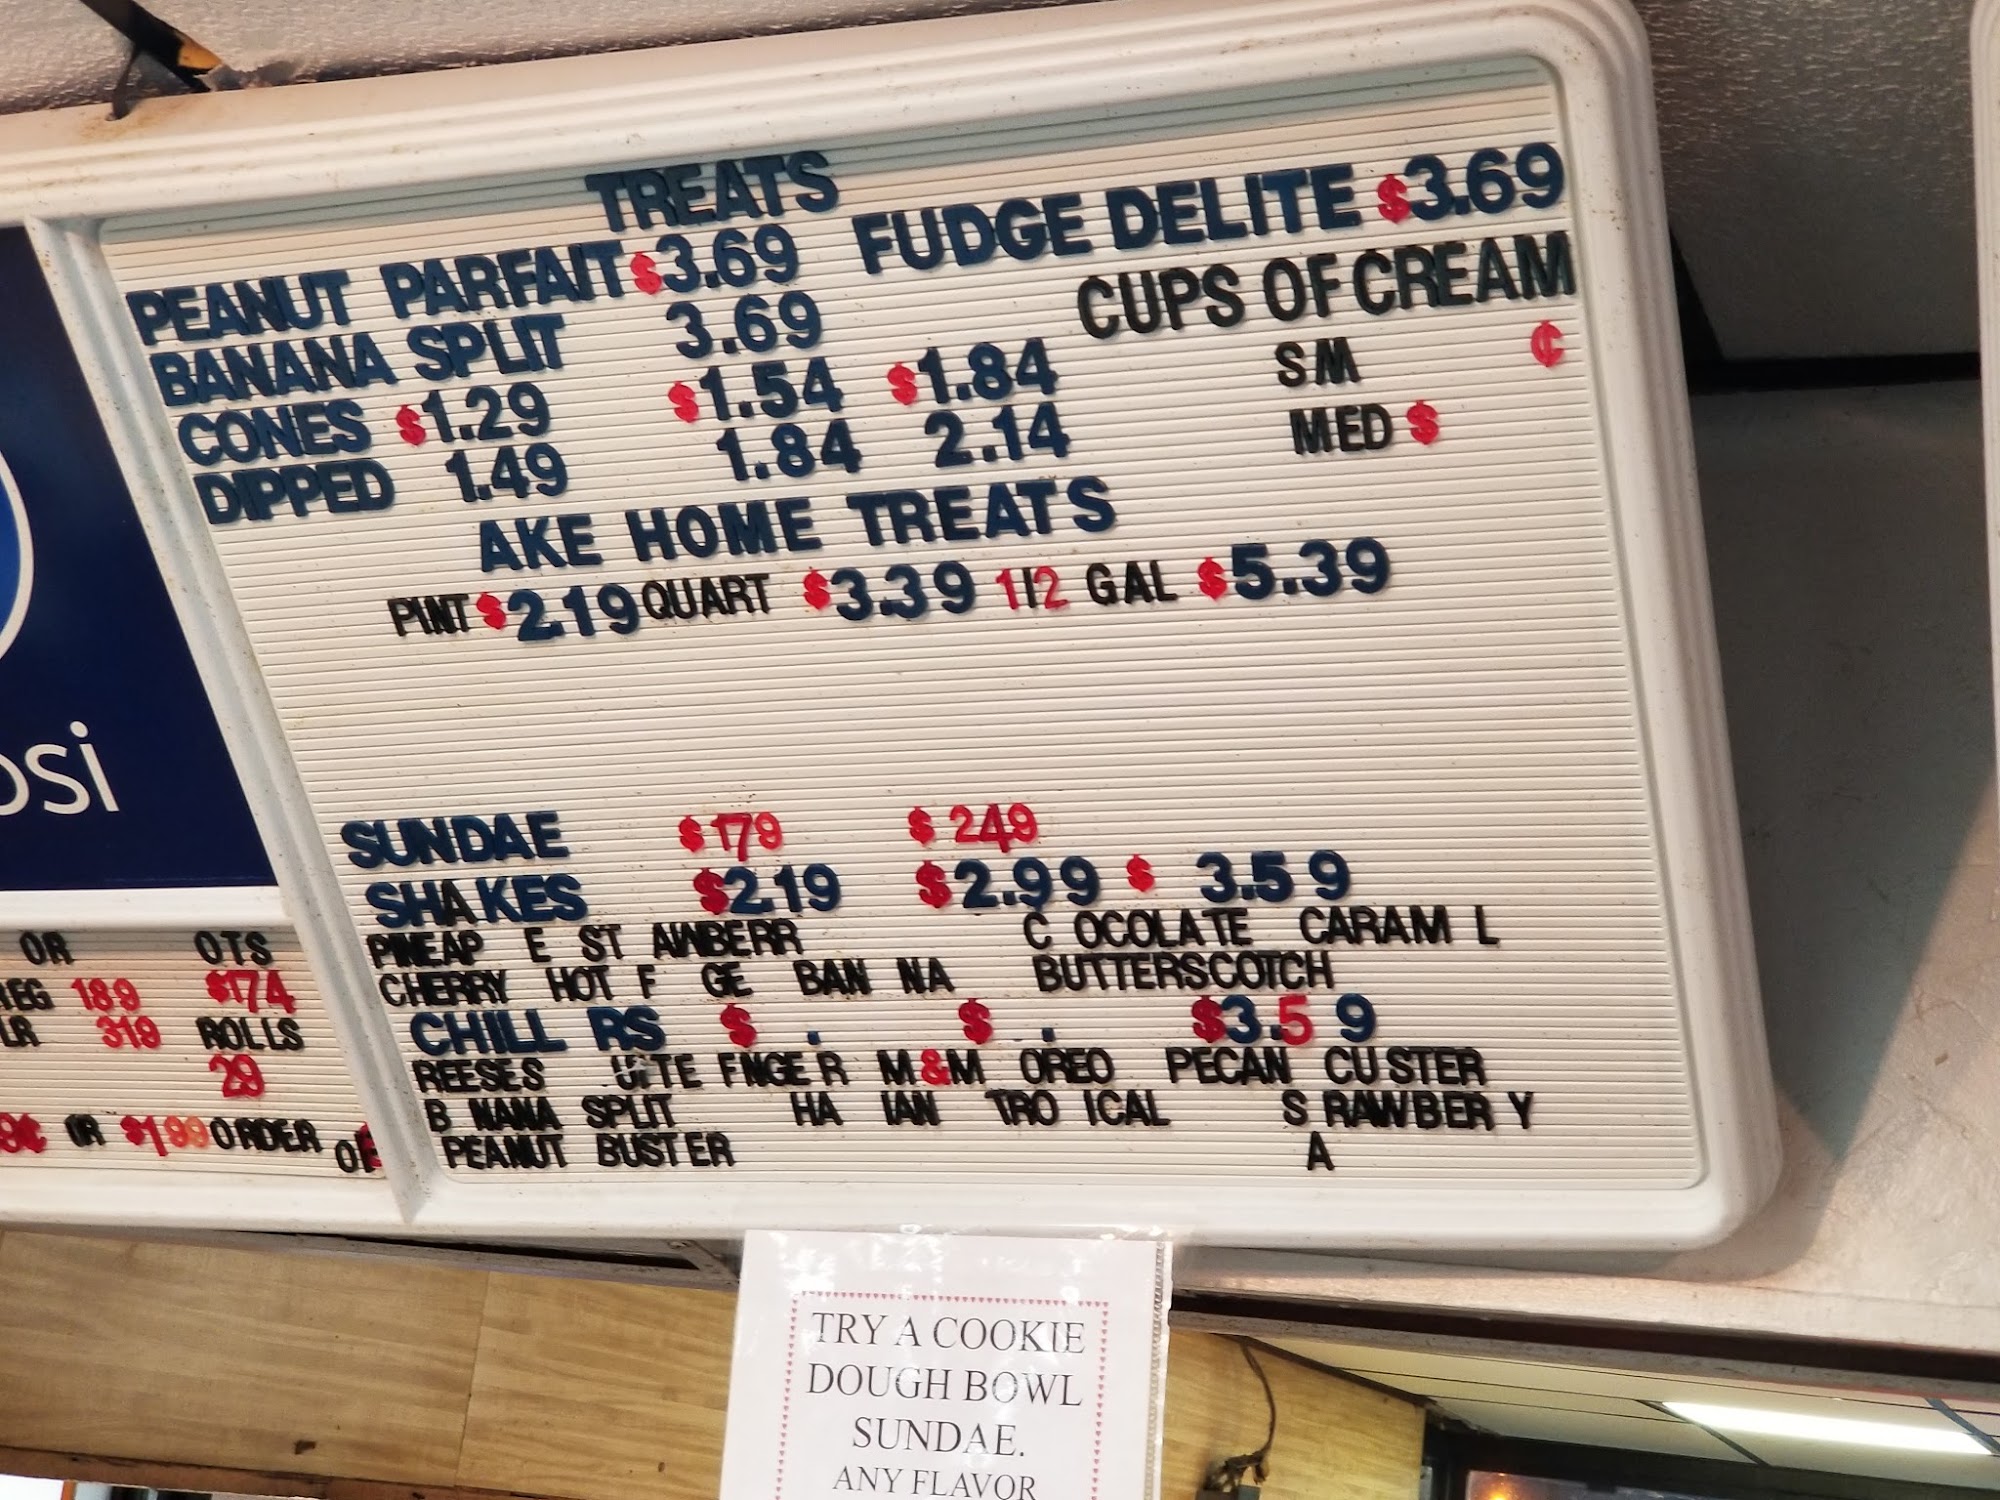 TREATS
PEANUT PARFAIT $3.69 FUDGE DELITE $3.69
BANANA SPLIT 3.69 CUPS OF CREAM
CONES $1.29 $1.54 $1.84 SM ¢
DIPPED 1.49 1.84 2.14 MED $
AKE HOME TREATS
PINT $2.19 QUART $3.39 1/2 GAL $5.39
SUNDAE $179 $249
SHAKES $2.19 $2.99 $3.59
PINEAP E ST AWBERR C OCOLATE CARAM L
CHERRY HOT F GE BAN NA BUTTERSCOTCH
CHILL RS $ . $ . $3.59
REESES FNGER M&M OREO PECAN CUSTER
B NANA SPLIT HA IAN TRO ICAL S RAWBER Y
PEANUT BUSTER A
osi
OR OTS
REG 189 $174
LR 319 ROLLS
29
9¢ OR $1.99 ORDER
TRY A COOKIE
DOUGH BOWL
SUNDAE.
ANY FLAVOR